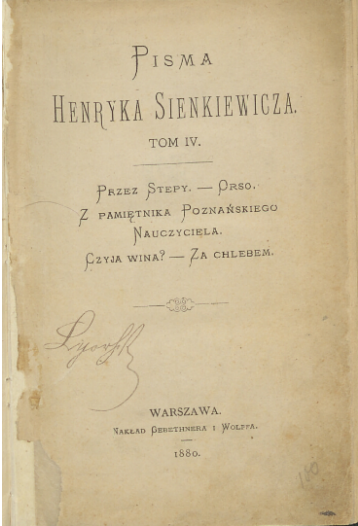 PISMA
HENRYKA SIENKIEWICZA.
TOM IV.
PRZEZ STEPY. — ORSO.
Z PAMIĘTNIKA POZNAŃSKIEGO
NAUCZYCIELA.
CZYJA WINA? — ZA CHLEBEM.
WARSZAWA.
NAKŁAD GEBETHNERA I WOLFFA.
1880.